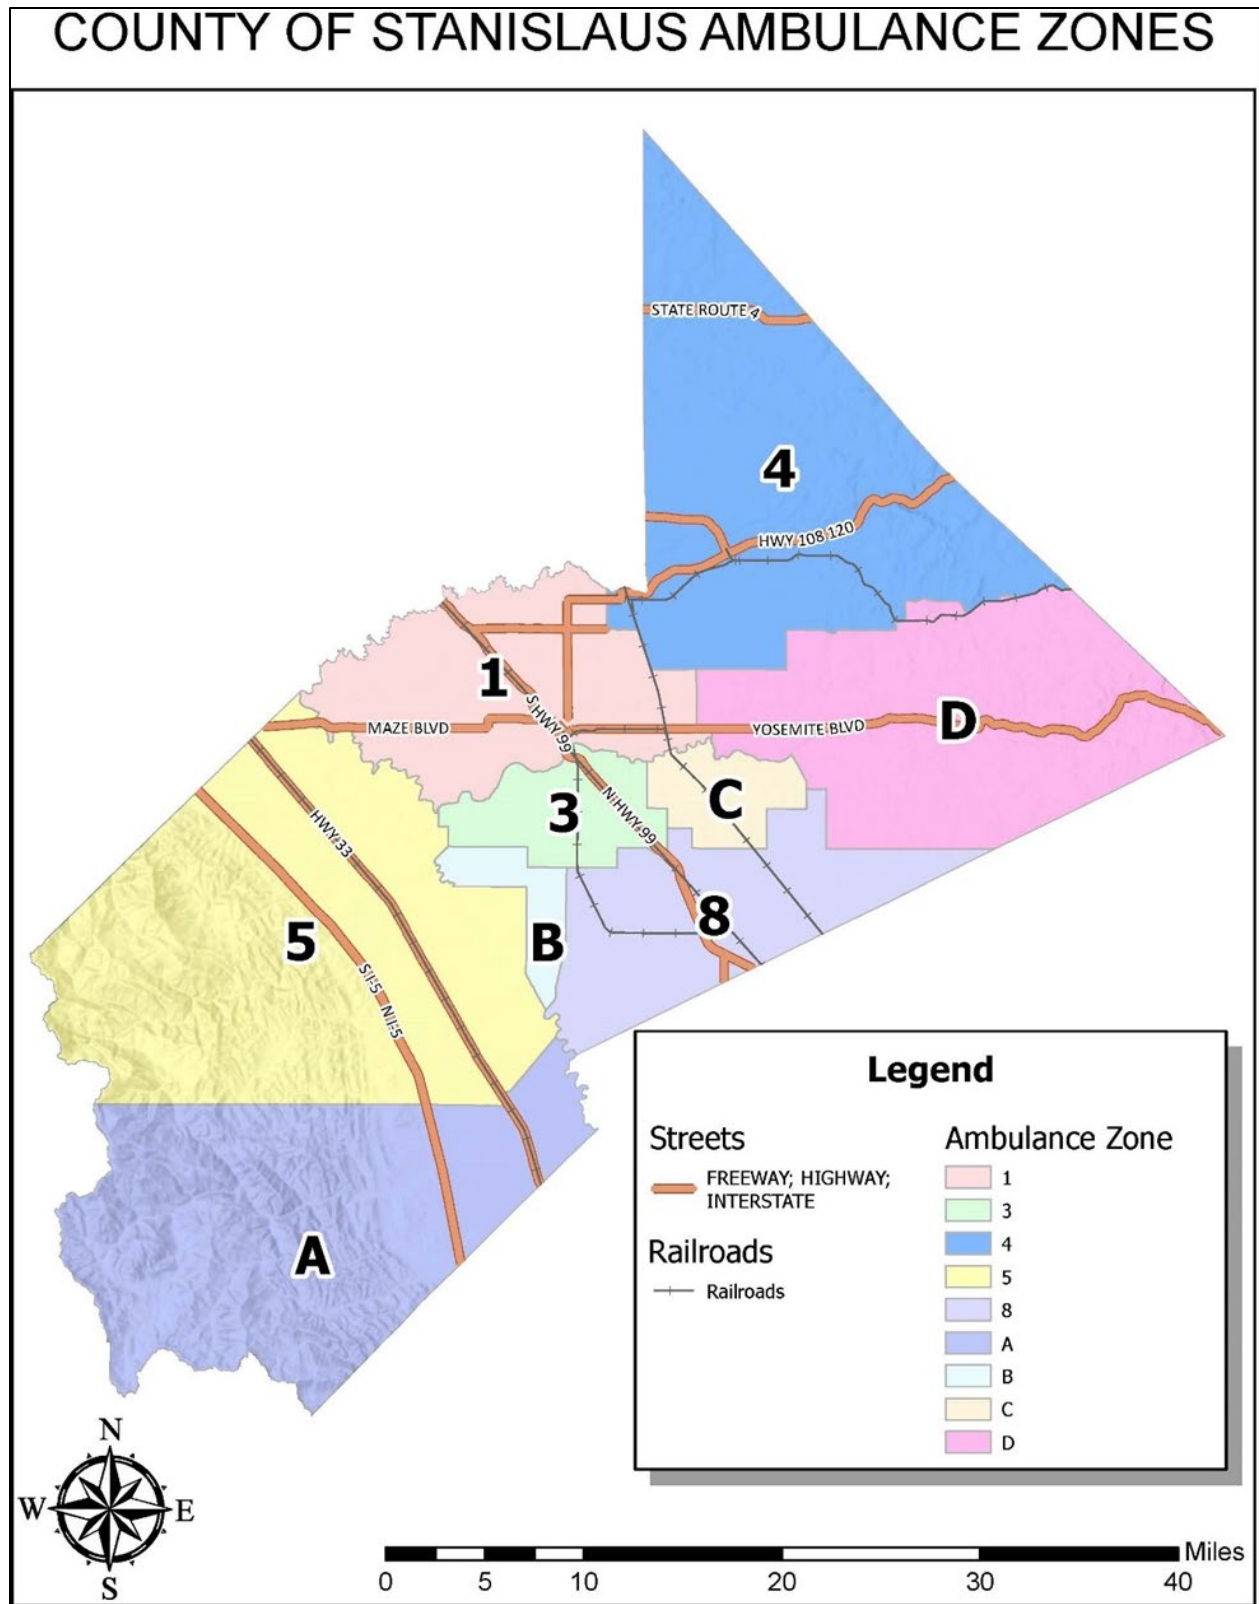 COUNTY OF STANISLAUS AMBULANCE ZONES
STATE ROUTE 4
4
HWY 108 120
1
S HWY 99
MAZE BLVD
YOSEMITE BLVD
D
3
N HWY 99
C
HWY 33
5
B
8
S I-5 N I-5
A
Legend
Streets
FREEWAY; HIGHWAY;
INTERSTATE
Railroads
Railroads
Ambulance Zone
1
3
4
5
8
A
B
C
D
N
W E
S
Miles
0 5 10 20 30 40